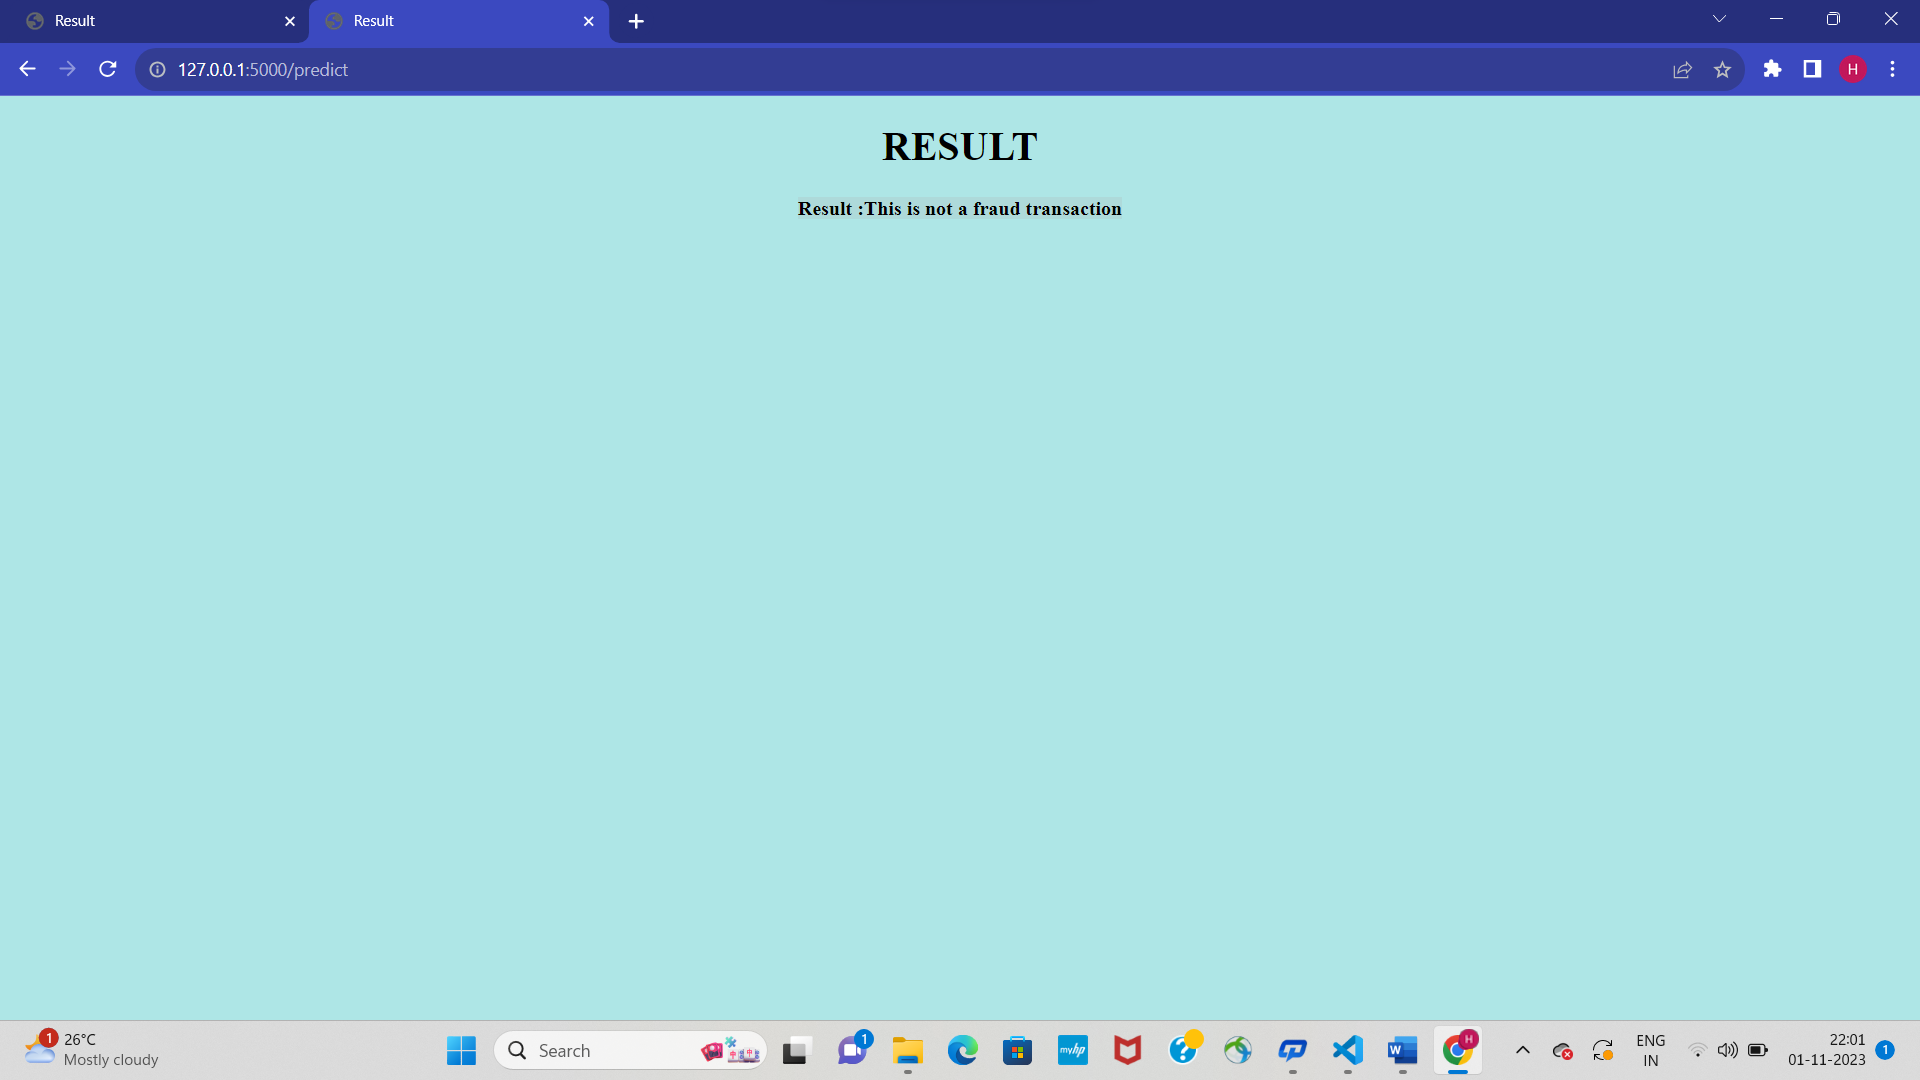 Result
Result
127.0.0.1:5000/predict
H
RESULT
Result :This is not a fraud transaction
1
26°C
Mostly cloudy
Search
1
myhp
W
H
ENG
IN
22:01
01-11-2023
1